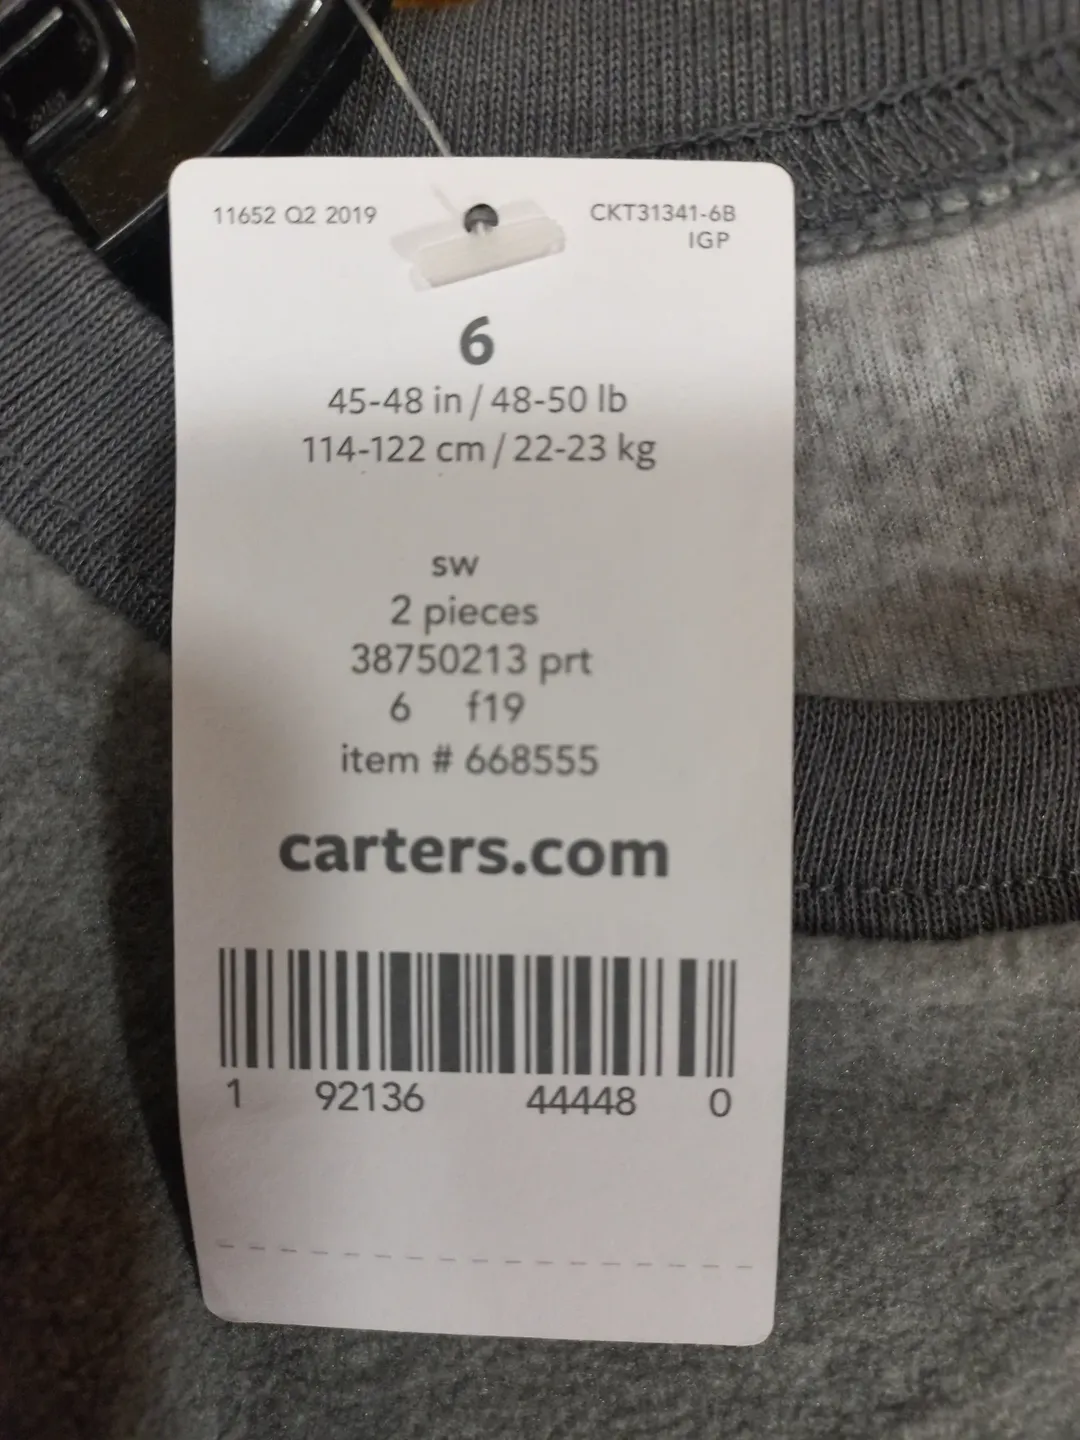 11652 Q2 2019
CKT31341-6B
IGP
6
45-48 in / 48-50 lb
114-122 cm / 22-23 kg
sw
2 pieces
38750213 prt
6 f19
item # 668555
carters.com
1 92136 44448 0